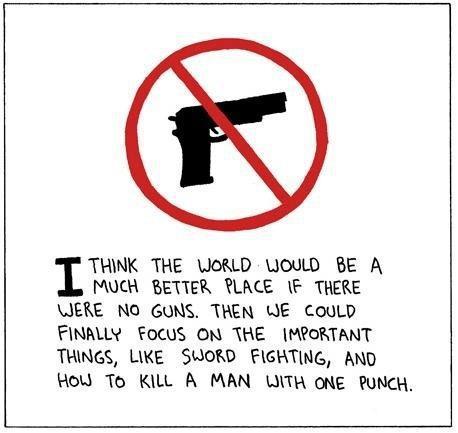 I THINK THE WORLD WOULD BE A
MUCH BETTER PLACE IF THERE
WERE NO GUNS. THEN WE COULD
FINALLY FOCUS ON THE IMPORTANT
THINGS, LIKE SWORD FIGHTING, AND
HOW TO KILL A MAN WITH ONE PUNCH.